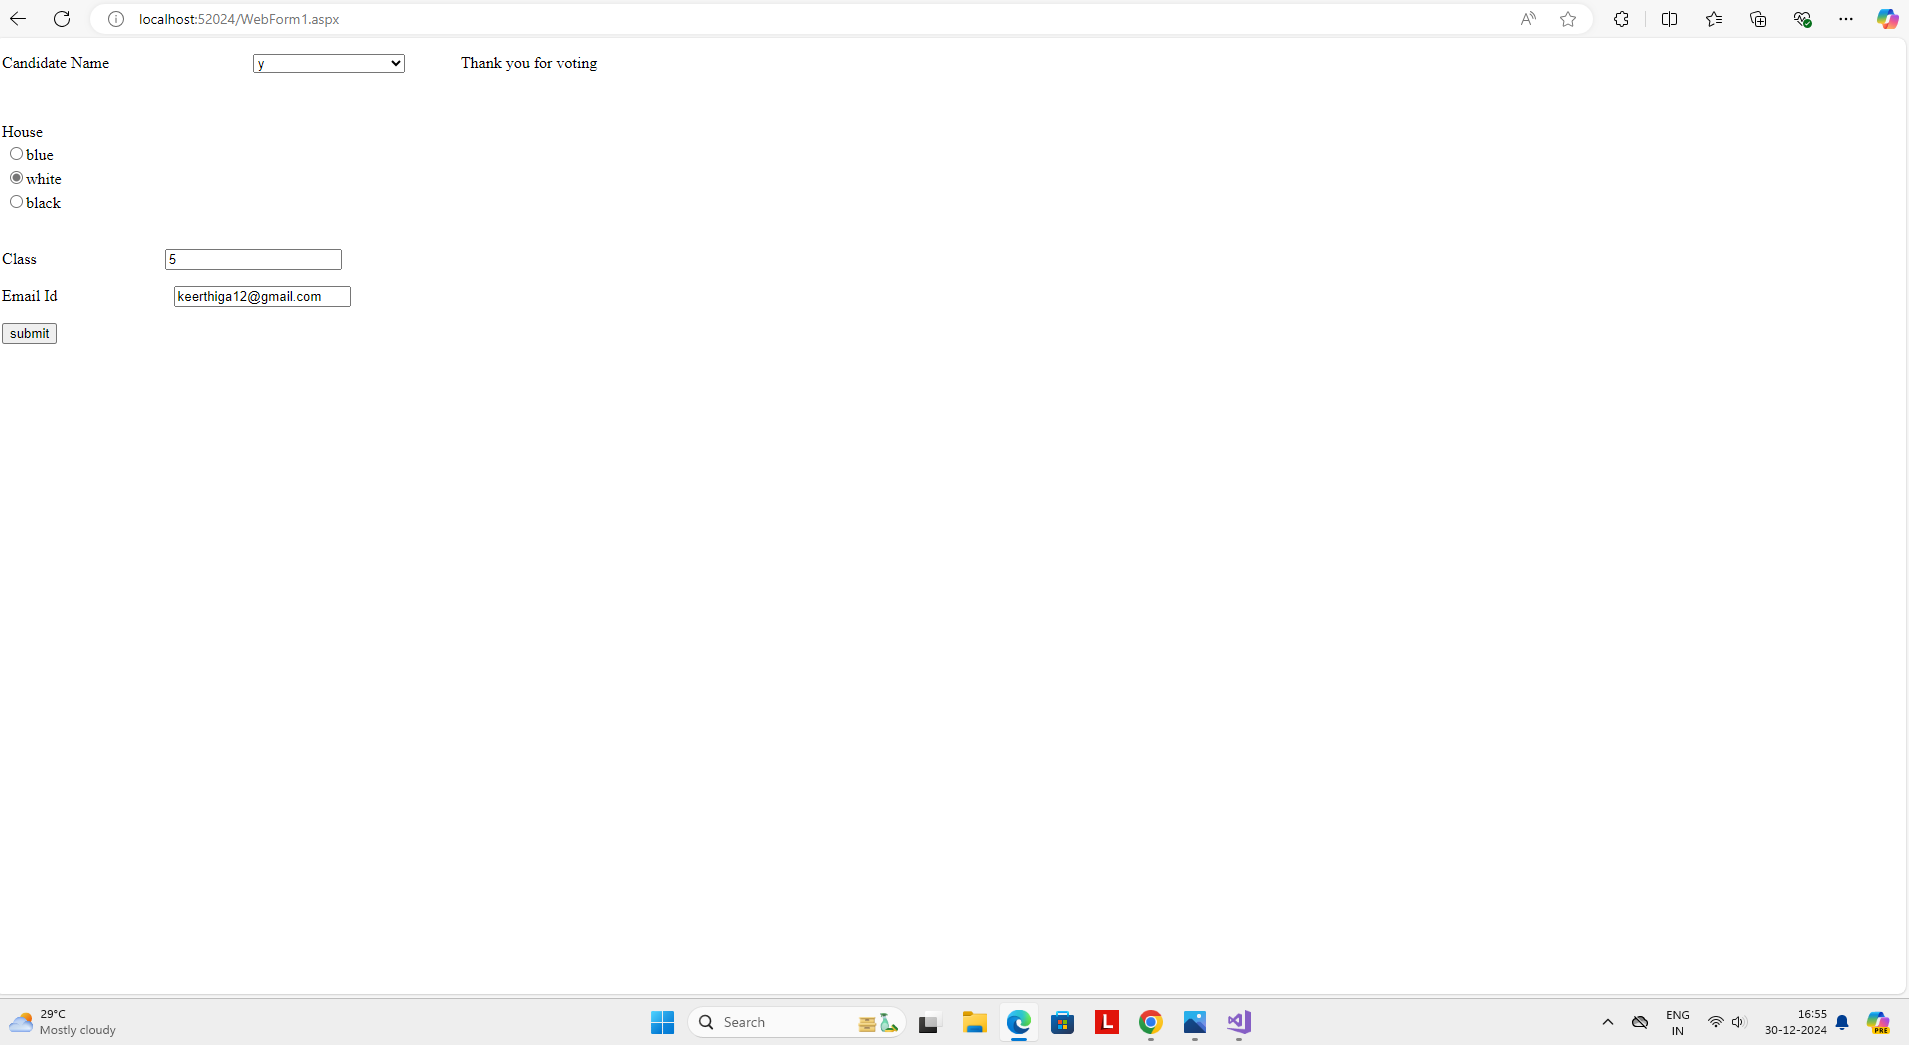 localhost:52024/WebForm1.aspx
Candidate Name y Thank you for voting
House
blue
white
black
Class 5
Email Id keerthiga12@gmail.com
submit
29°C
Mostly cloudy
Search
L
ENG
IN
16:55
30-12-2024
PRE